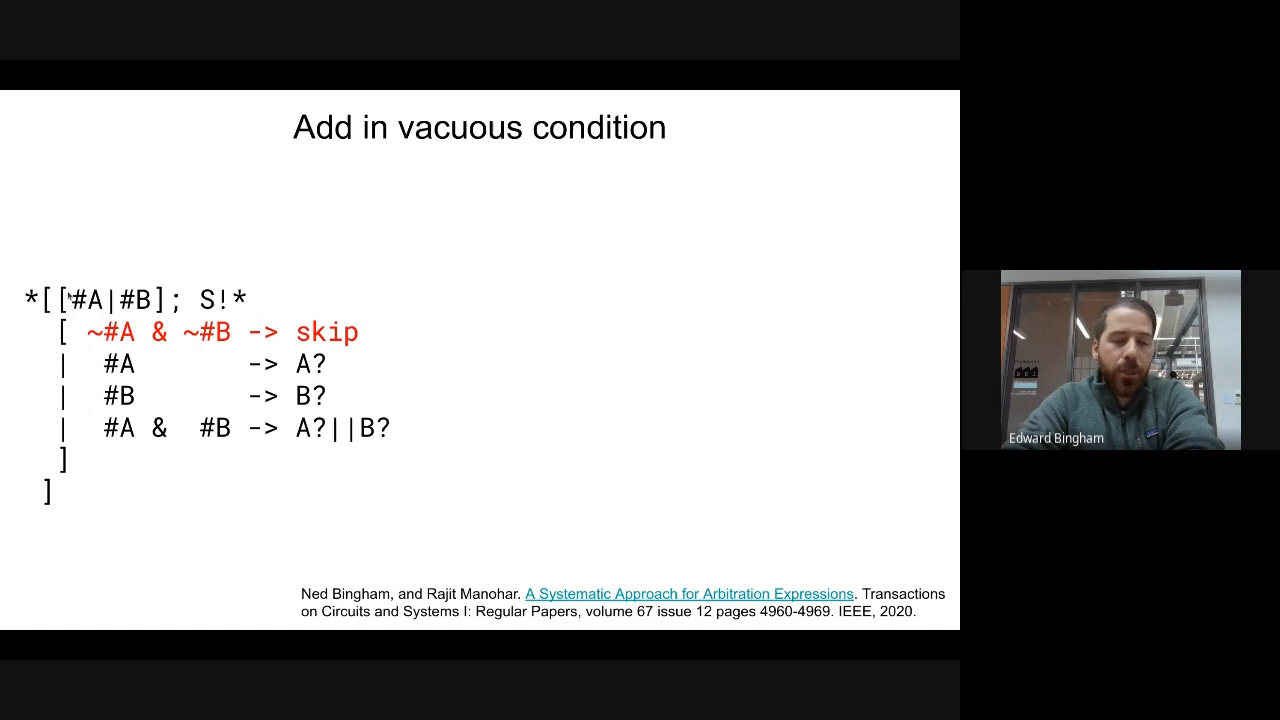 Add in vacuous condition
*[[#A|#B]; S!*
[ ~#A & ~#B -> skip
| #A -> A?
| #B -> B?
| #A & #B -> A?||B?
]
]
Ned Bingham, and Rajit Manohar. A Systematic Approach for Arbitration Expressions. Transactions
on Circuits and Systems I: Regular Papers, volume 67 issue 12 pages 4960-4969. IEEE, 2020.
Edward Bingham